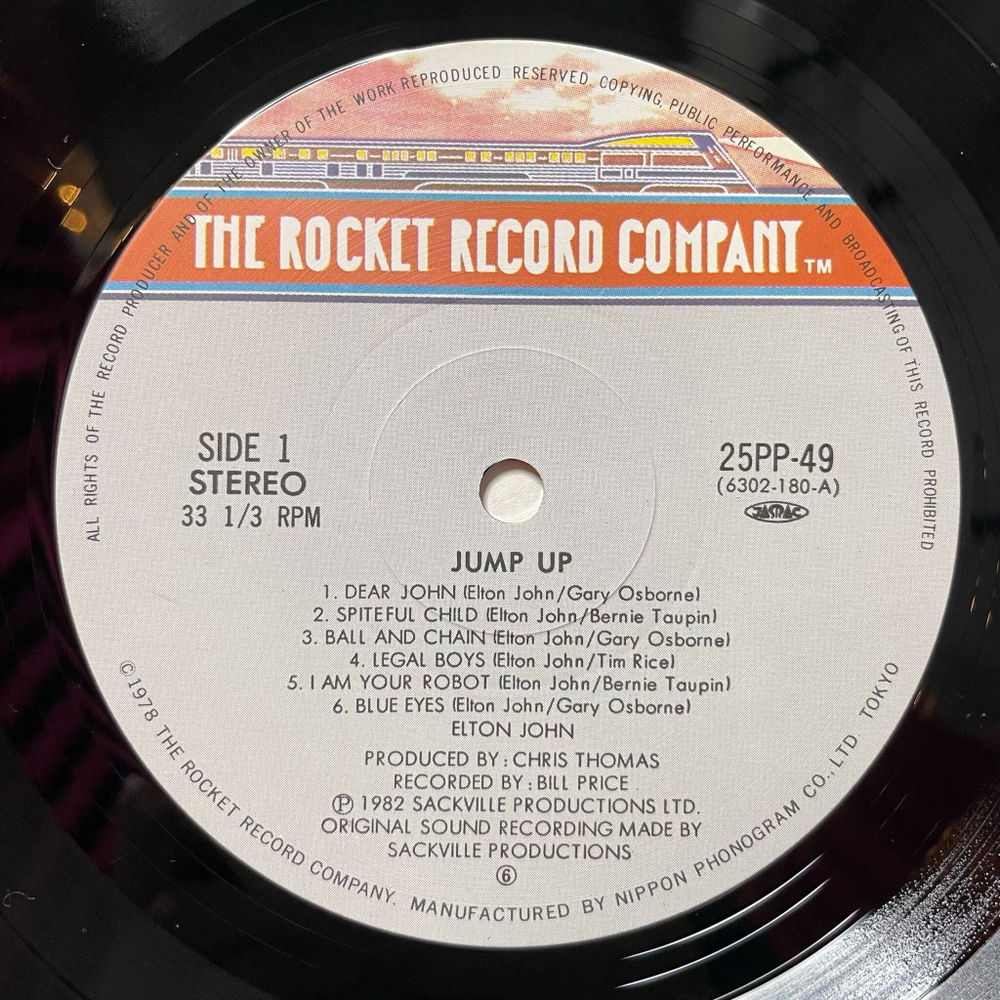 ALL RIGHTS OF THE RECORD PRODUCER AND OF THE OWNER OF THE WORK REPRODUCED RESERVED COPYING, PUBLIC PERFORMANCE AND BROADCASTING OF THIS RECORD PROHIBITED
THE ROCKET RECORD COMPANY TM
SIDE 1
STEREO
33 1/3 RPM
25PP-49
(6302-180-A)
JASRAC
JUMP UP
1. DEAR JOHN (Elton John/Gary Osborne)
2. SPITEFUL CHILD (Elton John/Bernie Taupin)
3. BALL AND CHAIN (Elton John/Gary Osborne)
4. LEGAL BOYS (Elton John/Tim Rice)
5. I AM YOUR ROBOT (Elton John/Bernie Taupin)
6. BLUE EYES (Elton John/Gary Osborne)
ELTON JOHN
PRODUCED BY: CHRIS THOMAS
RECORDED BY: BILL PRICE
Ⓟ 1982 SACKVILLE PRODUCTIONS LTD.
ORIGINAL SOUND RECORDING MADE BY
SACKVILLE PRODUCTIONS
⑥
© 1978 THE ROCKET RECORD COMPANY. MANUFACTURED BY NIPPON PHONOGRAM CO., LTD. TOKYO